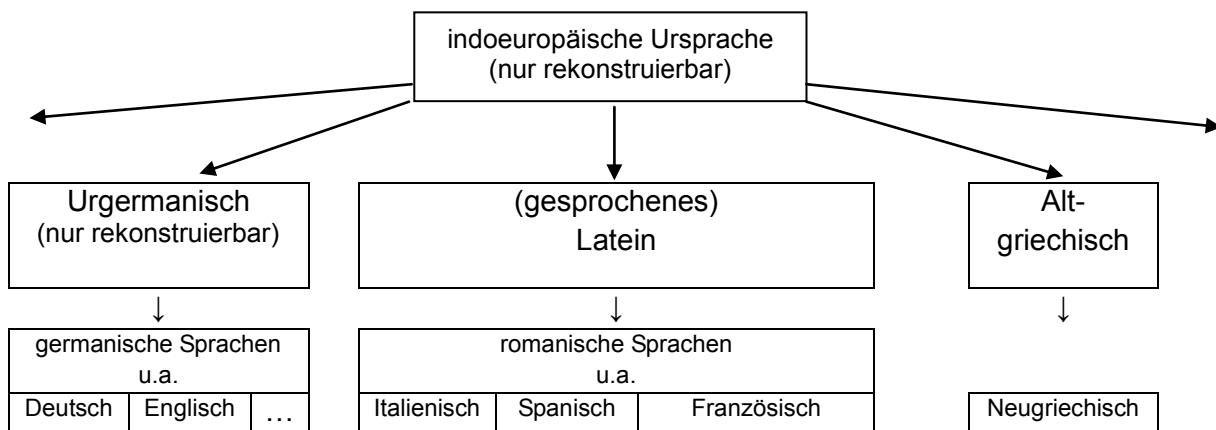 indoeuropäische Ursprache
(nur rekonstruierbar)
Urgermanisch
(nur rekonstruierbar)
(gesprochenes)
Latein
Alt-
griechisch
↓
↓
↓
germanische Sprachen
u.a.
romanische Sprachen
u.a.
Deutsch
Englisch
…
Italienisch
Spanisch
Französisch
Neugriechisch